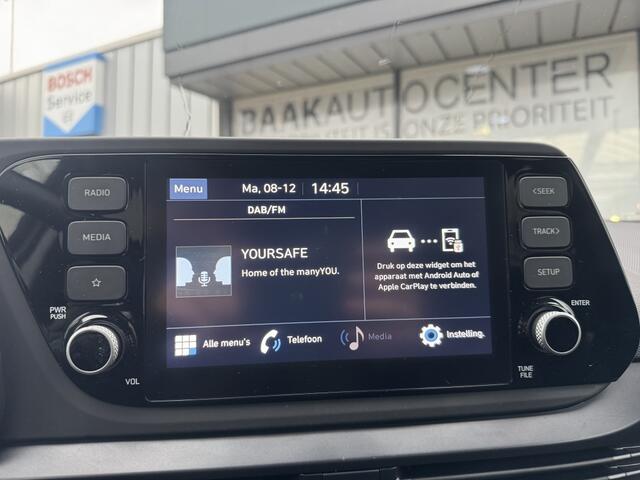 BOSCH
Service
BAAKAUTOCENTER
IS ONZE PRIORITEIT.
RADIO
MEDIA
PWR
PUSH
VOL
Menu
Ma, 08-12
14:45
DAB/FM
YOURSAFE
Home of the manyYOU.
Druk op deze widget om het
apparaat met Android Auto of
Apple CarPlay te verbinden.
Alle menu's
Telefoon
Media
Instelling.
<SEEK
TRACK>
SETUP
ENTER
TUNE
FILE